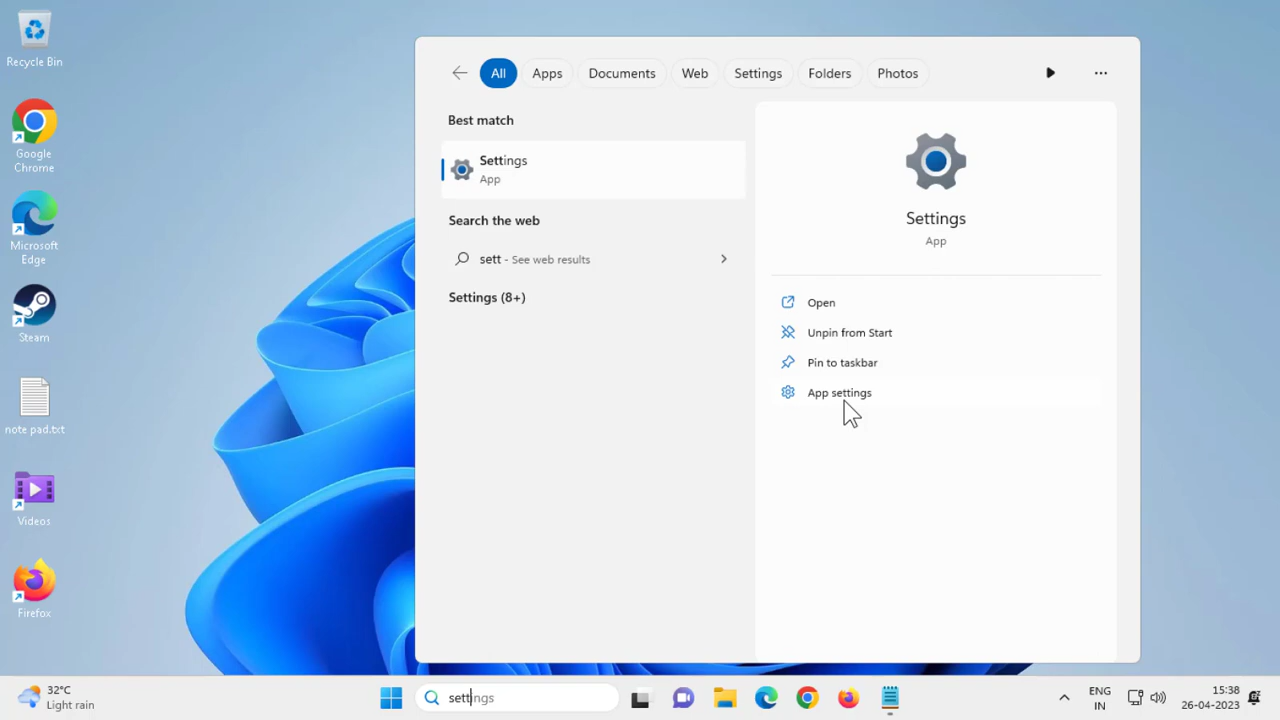 Recycle Bin
Google
Chrome
Microsoft
Edge
Steam
note pad.txt
Videos
Firefox
All
Apps
Documents
Web
Settings
Folders
Photos
Best match
Settings
App
Search the web
sett - See web results
Settings (8+)
Settings
App
Open
Unpin from Start
Pin to taskbar
App settings
32°C
Light rain
settings
ENG
IN
15:38
26-04-2023